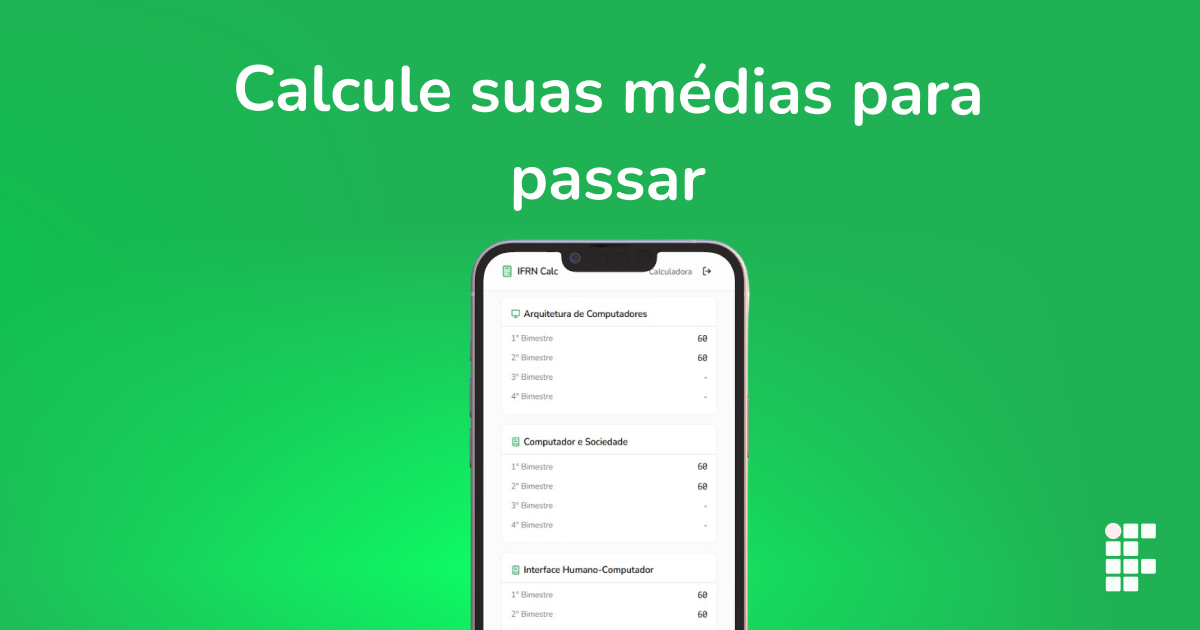 Calcule suas médias para
passar
IFRN Calc Calculadora
Arquitetura de Computadores
1° Bimestre 60
2° Bimestre 60
3° Bimestre -
4° Bimestre -
Computador e Sociedade
1° Bimestre 60
2° Bimestre 60
3° Bimestre -
4° Bimestre -
Interface Humano-Computador
1° Bimestre 60
2° Bimestre 60